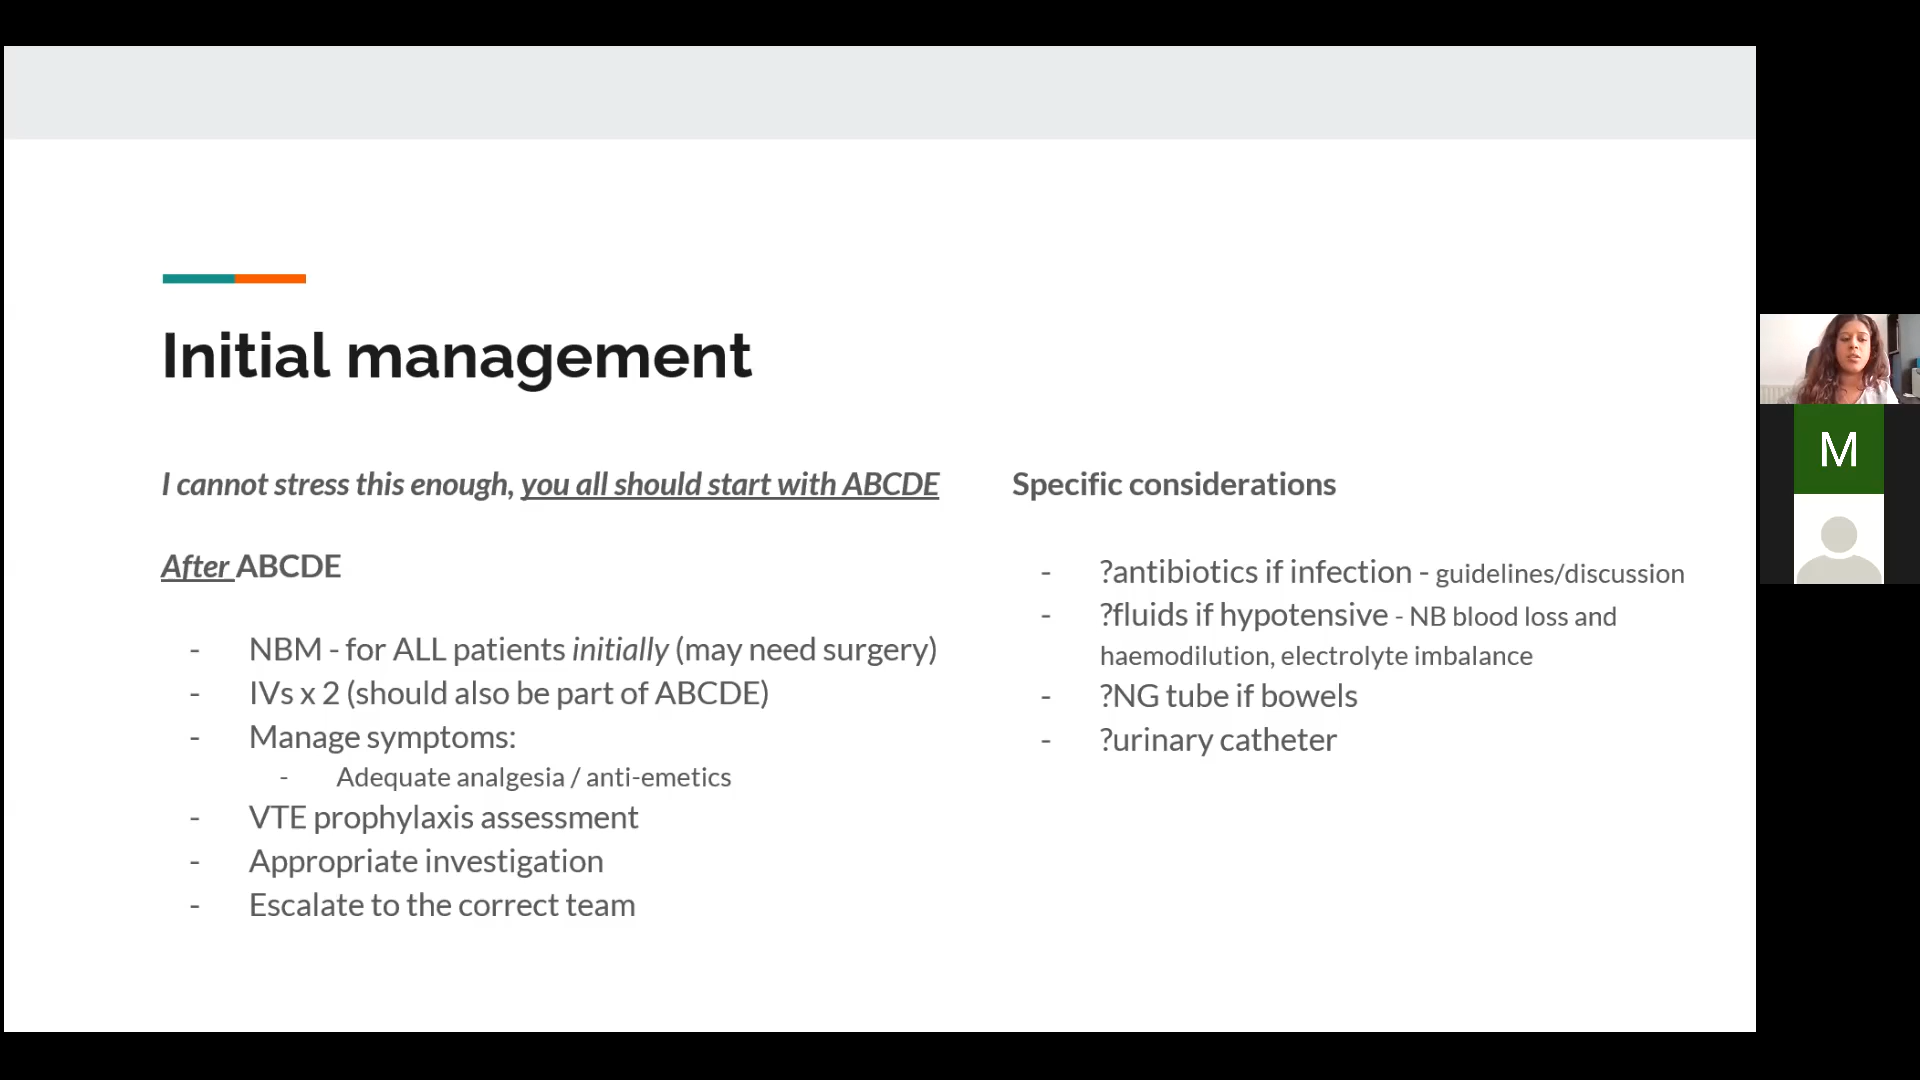 Initial management
I cannot stress this enough, you all should start with ABCDE
After ABCDE
- NBM - for ALL patients initially (may need surgery)
- IVs x 2 (should also be part of ABCDE)
- Manage symptoms:
- Adequate analgesia / anti-emetics
- VTE prophylaxis assessment
- Appropriate investigation
- Escalate to the correct team
Specific considerations
- ?antibiotics if infection - guidelines/discussion
- ?fluids if hypotensive - NB blood loss and
haemodilution, electrolyte imbalance
- ?NG tube if bowels
- ?urinary catheter
M